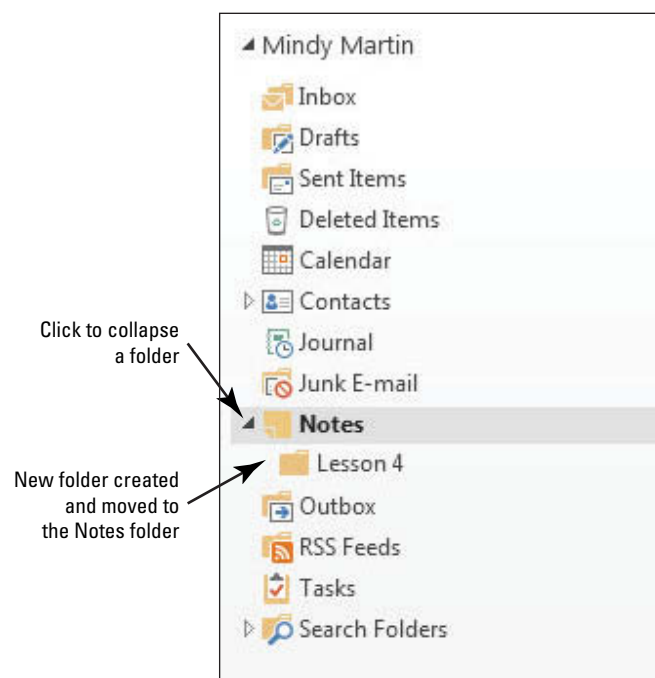 Mindy Martin
Inbox
Drafts
Sent Items
Deleted Items
Calendar
Contacts
Journal
Junk E-mail
Notes
Lesson 4
Outbox
RSS Feeds
Tasks
Search Folders
Click to collapse
a folder
New folder created
and moved to
the Notes folder